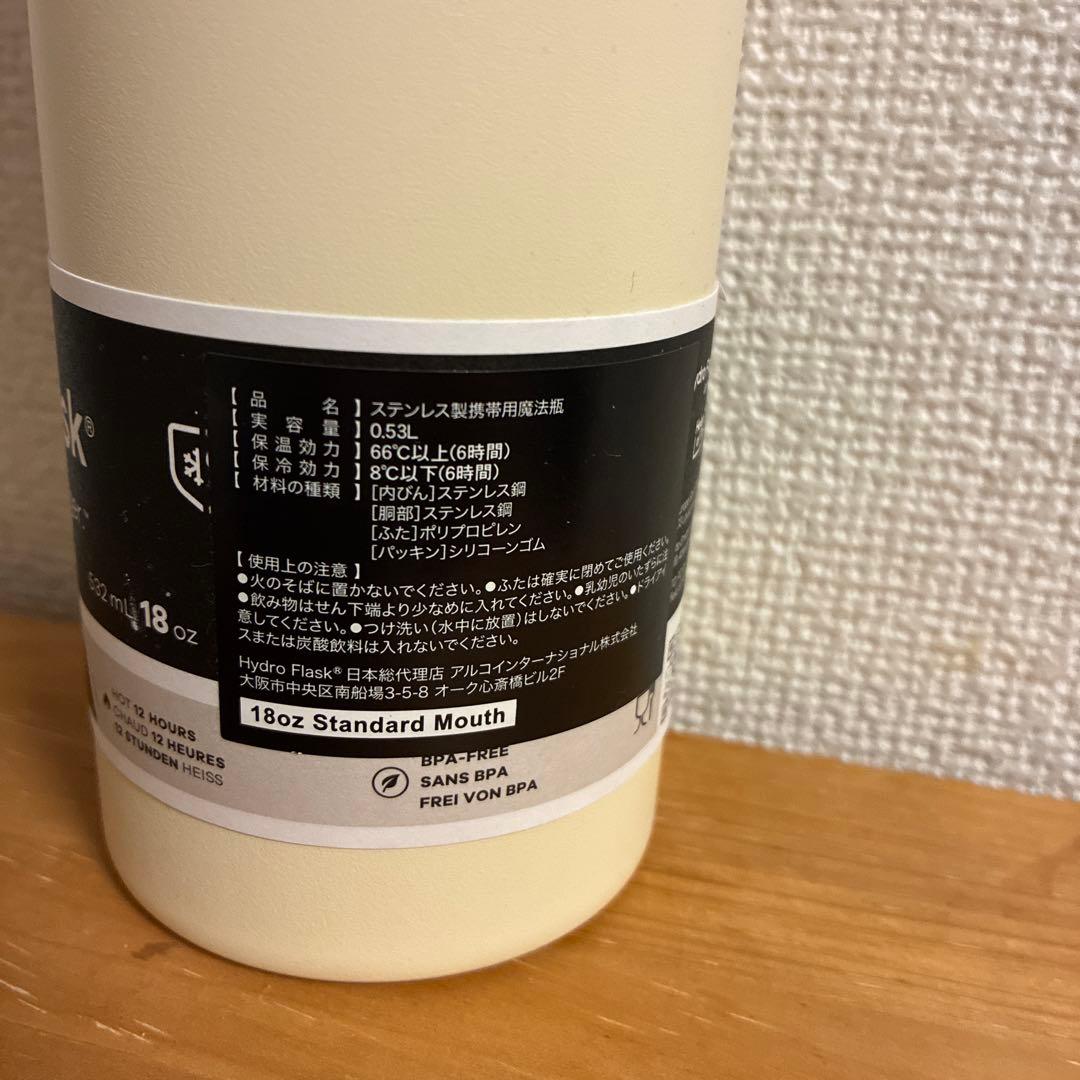 【品名】ステンレス製携帯用魔法瓶
【実容量】0.53L
【保温効力】66℃以上(6時間)
【保冷効力】8℃以下(6時間)
【材料の種類】[内びん]ステンレス鋼
[胴部]ステンレス鋼
[ふた]ポリプロピレン
[パッキン]シリコーンゴム
【使用上の注意】
●火のそばに置かないでください。●ふたは確実に閉めてご使用ください。
●飲み物はせん下端より少なめに入れてください。●乳幼児のいたずらに注
意してください。●つけ洗い(水中に放置)はしないでください。●ドライアイ
スまたは炭酸飲料は入れないでください。
Hydro Flask® 日本総代理店 アルコインターナショナル株式会社
大阪市中央区南船場3-5-8 オーク心斎橋ビル2F
18oz Standard Mouth
sk®
532 mL 18 oz
HOT 12 HOURS
CHAUD 12 HEURES
12 STUNDEN HEISS
BPA-FREE
SANS BPA
FREI VON BPA